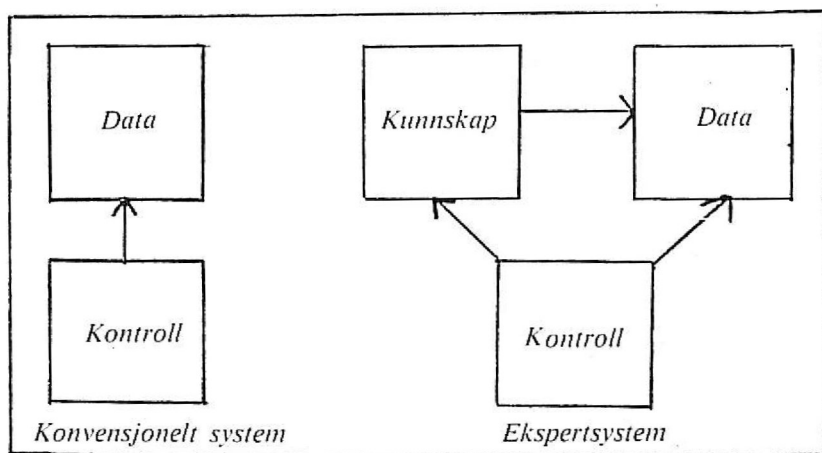 Data
Kontroll
Konvensjonelt system
Kunnskap
Data
Kontroll
Ekspertsystem